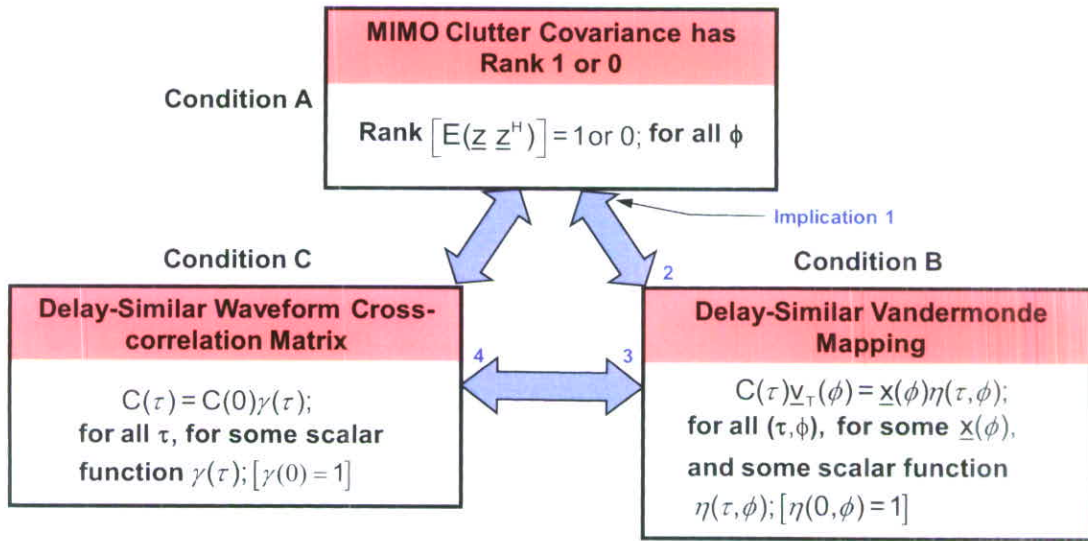 MIMO Clutter Covariance has
Rank 1 or 0
Condition A
Rank [E(z z^H)] = 1 or 0; for all ϕ
Implication 1
Condition C
Condition B
2
Delay-Similar Waveform Cross-
correlation Matrix
Delay-Similar Vandermonde
Mapping
4
3
C(τ) = C(0)γ(τ);
for all τ, for some scalar
function γ(τ); [γ(0) = 1]
C(τ)v_T(ϕ) = x(ϕ)η(τ,ϕ);
for all (τ,ϕ), for some x(ϕ),
and some scalar function
η(τ,ϕ); [η(0,ϕ) = 1]